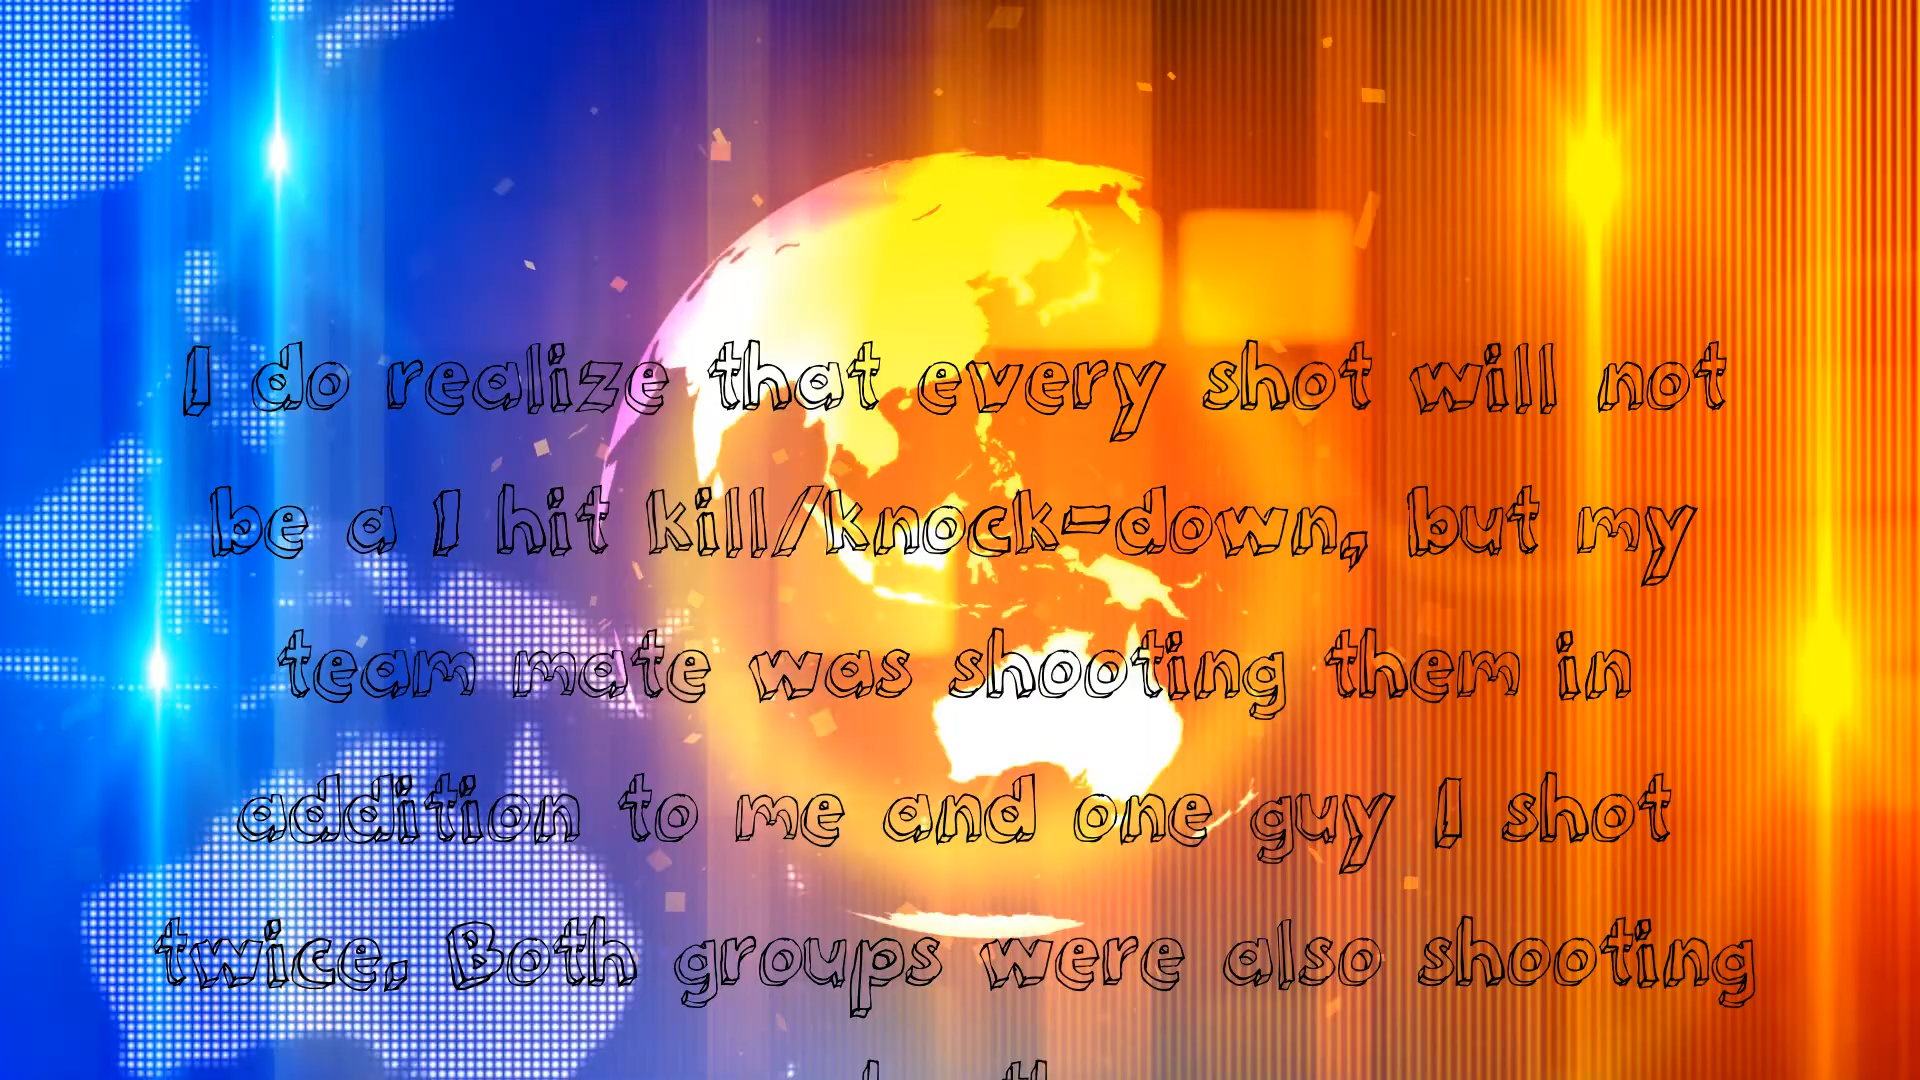 I do realize that every shot will not
be a 1 hit kill/knock-down, but my
team mate was shooting them in
addition to me and one guy I shot
twice. Both groups were also shooting